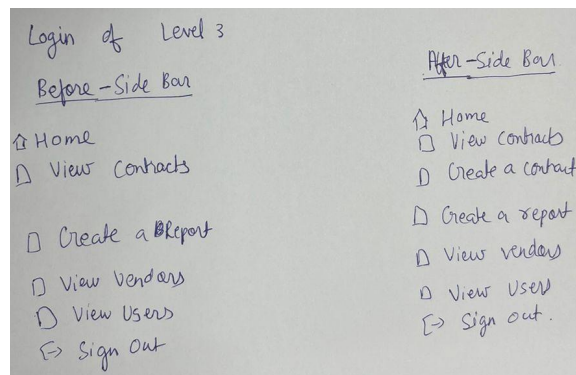 Login of Level 3
Before - Side Bar
Home
View Contracts
Create a Report
View Vendors
View Users
Sign Out
After - Side Bar
Home
View contracts
Create a contract
Create a report
View vendors
View Users
Sign out.